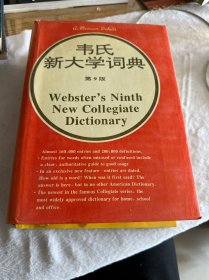 a Merriam-Webster
韦氏
新大学词典
第9版
Webster's Ninth
New Collegiate
Dictionary
Almost 160,000 entries and 200,000 definitions.
• Entries for words often misused or confused include
a clear, authoritative guide to good usage.
• In an exclusive new feature - entries are dated.
How old is a word? When was it first used? The
answer is here - but in no other American Dictionary.
• The newest in the famous Collegiate series, the
most widely approved dictionary for home, school
and office.